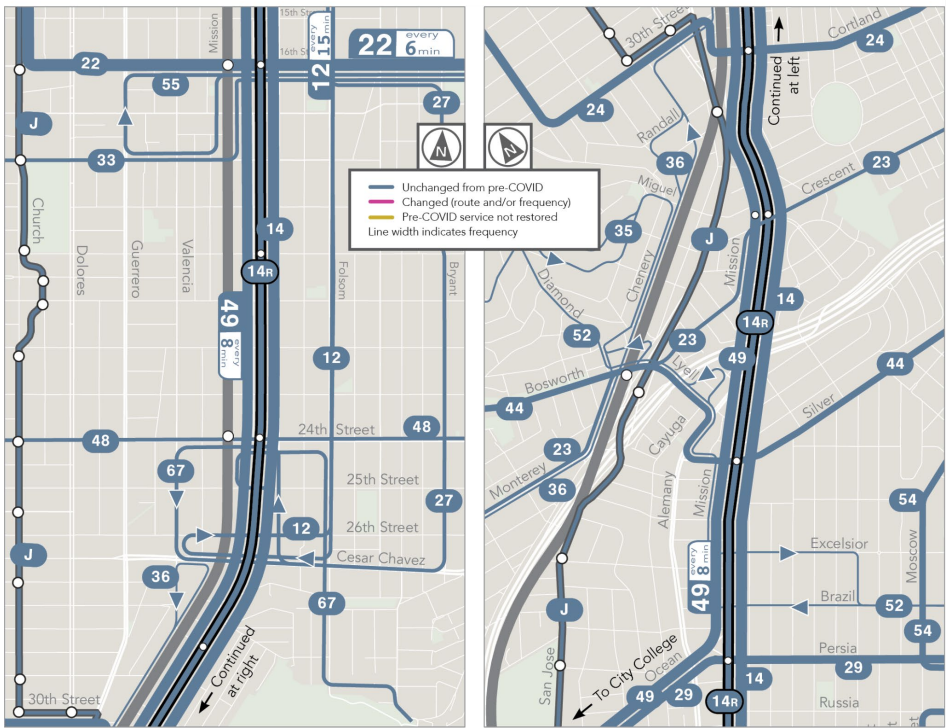 15th St
Mission
every
15 min
12
22 every
6 min
16th St
22
55
27
J
33
N
N
Unchanged from pre-COVID
Changed (route and/or frequency)
Pre-COVID service not restored
Line width indicates frequency
Church
Dolores
Guerrero
Valencia
14
14R
Folsom
Bryant
49 every
8 min
12
48
24th Street
48
67
25th Street
27
12
26th Street
Cesar Chavez
J
36
67
Continued
at right
30th Street
30th Street
Continued
at left
Cortland
24
24
Randall
36
23
Crescent
Miguel
35
J
Mission
Chenery
Diamond
14
14R
52
23
49
44
Lyell
Bosworth
44
Silver
Cayuga
23
Monterey
36
Alemany
Mission
54
Moscow
Excelsior
49 every
8 min
Brazil
52
J
54
Persia
29
To City College
Ocean
San Jose
14
49
29
14R
Russia